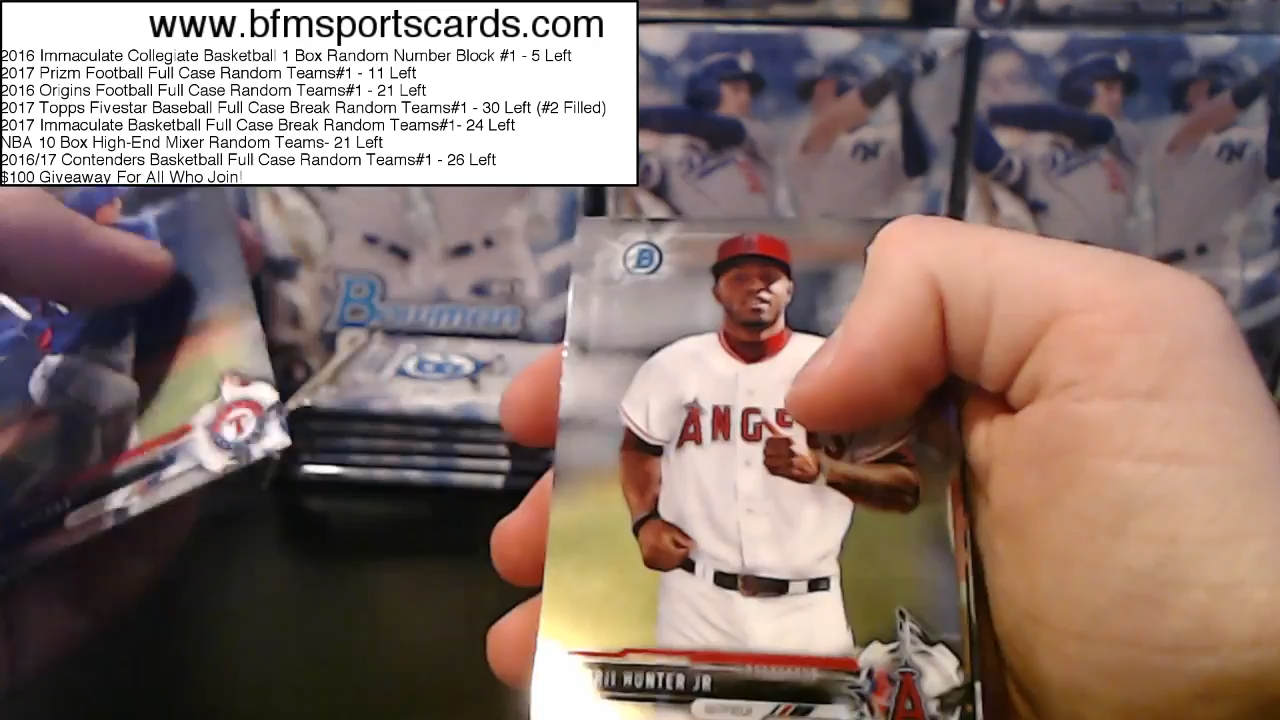 www.bfmsportscards.com
2016 Immaculate Collegiate Basketball 1 Box Random Number Block #1 - 5 Left
2017 Prizm Football Full Case Random Teams#1 - 11 Left
2016 Origins Football Full Case Random Teams#1 - 21 Left
2017 Topps Fivestar Baseball Full Case Break Random Teams#1 - 30 Left (#2 Filled)
2017 Immaculate Basketball Full Case Break Random Teams#1- 24 Left
NBA 10 Box High-End Mixer Random Teams- 21 Left
2016/17 Contenders Basketball Full Case Random Teams#1 - 26 Left
$100 Giveaway For All Who Join!
B
Bowman
T
ANGE
HUNTER JR
A